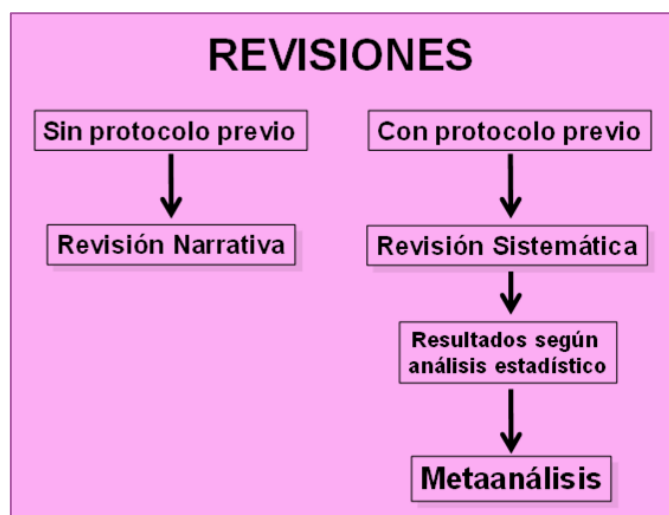 REVISIONES
Sin protocolo previo
Con protocolo previo
Revisión Narrativa
Revisión Sistemática
Resultados según
análisis estadístico
Metaanálisis